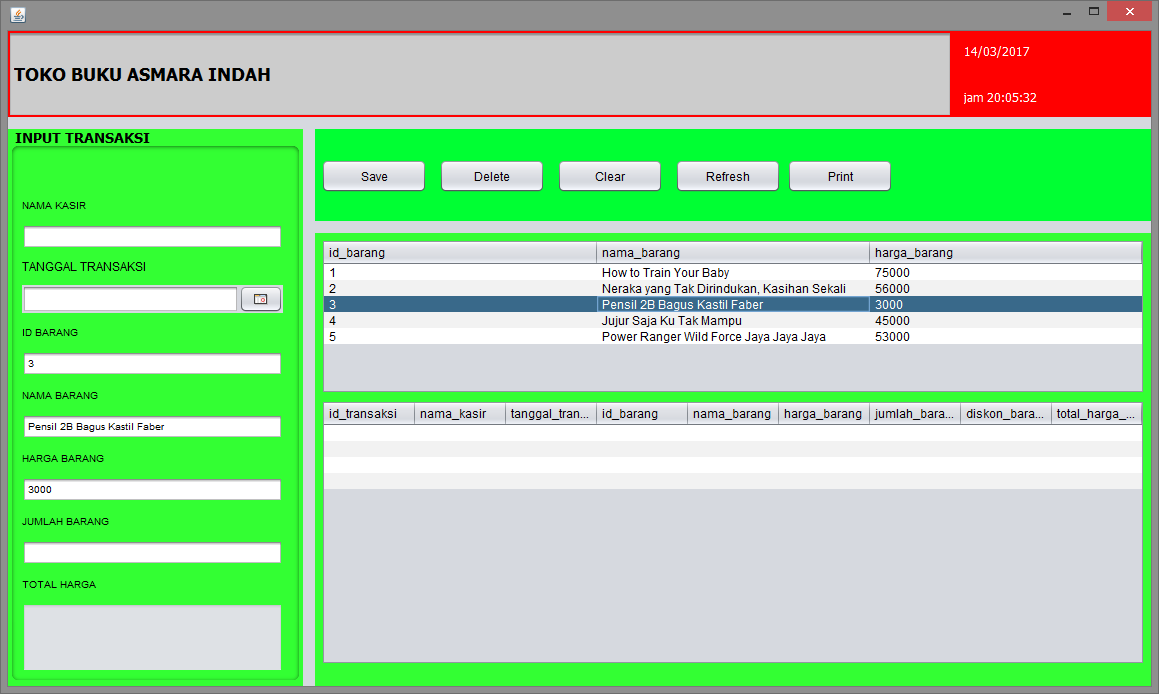 TOKO BUKU ASMARA INDAH
14/03/2017
jam 20:05:32
INPUT TRANSAKSI
NAMA KASIR
TANGGAL TRANSAKSI
ID BARANG
3
NAMA BARANG
Pensil 2B Bagus Kastil Faber
HARGA BARANG
3000
JUMLAH BARANG
TOTAL HARGA
Save Delete Clear Refresh Print
id_barang nama_barang harga_barang
1 How to Train Your Baby 75000
2 Neraka yang Tak Dirindukan, Kasihan Sekali 56000
3 Pensil 2B Bagus Kastil Faber 3000
4 Jujur Saja Ku Tak Mampu 45000
5 Power Ranger Wild Force Jaya Jaya Jaya 53000
id_transaksi nama_kasir tanggal_tran... id_barang nama_barang harga_barang jumlah_bara... diskon_bara... total_harga_...